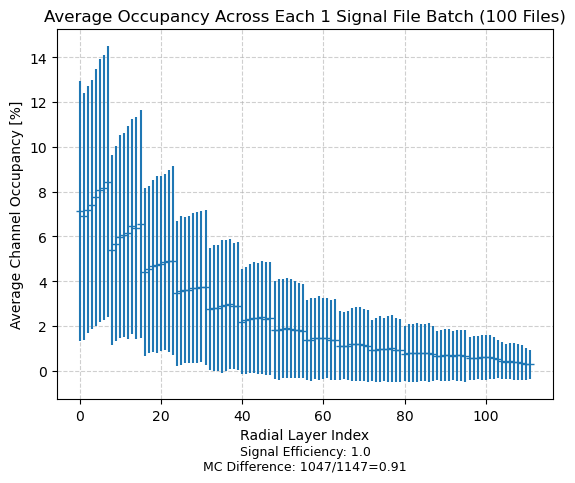 Average Occupancy Across Each 1 Signal File Batch (100 Files)
Average Channel Occupancy [%]
14
12
10
8
6
4
2
0
0 20 40 60 80 100
Radial Layer Index
Signal Efficiency: 1.0
MC Difference: 1047/1147=0.91